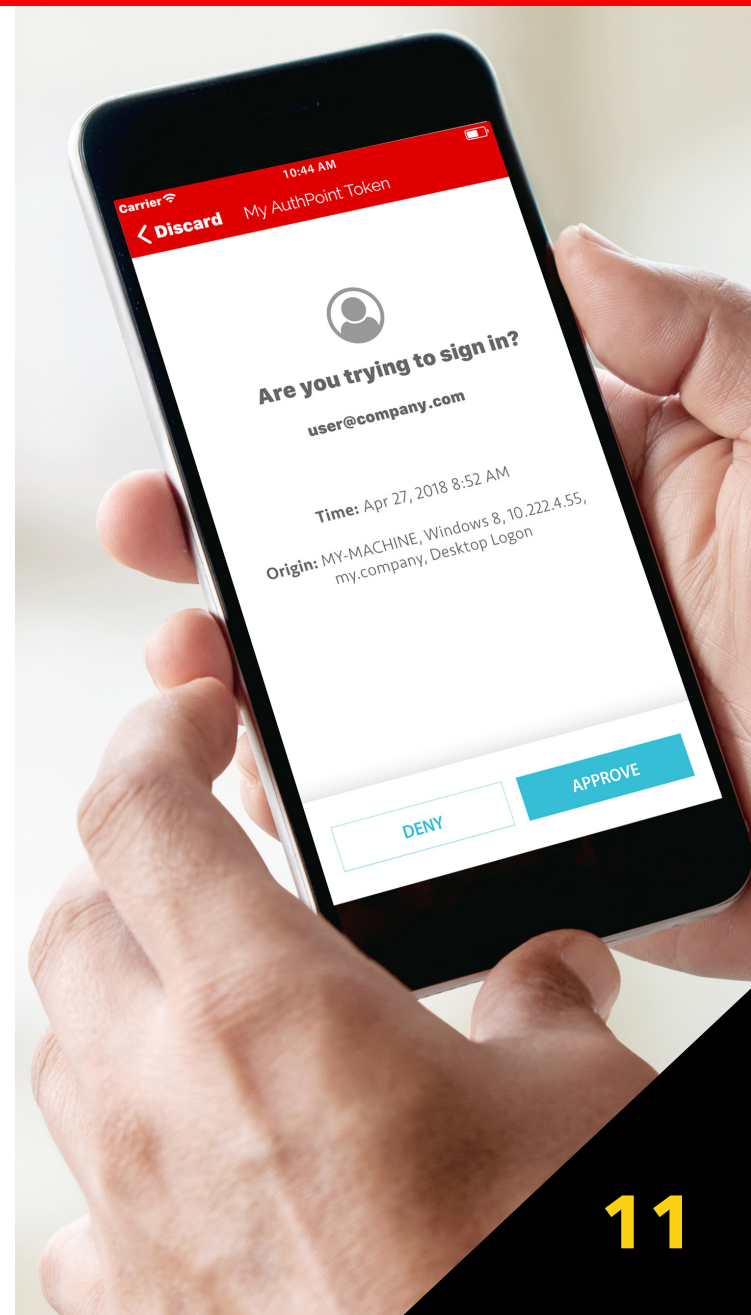 Carrier
10:44 AM
Discard
My AuthPoint Token
Are you trying to sign in?
user@company.com
Time: Apr 27, 2018 8:52 AM
Origin: MY-MACHINE, Windows 8, 10.222.4.55,
my.company, Desktop Logon
DENY
APPROVE
11